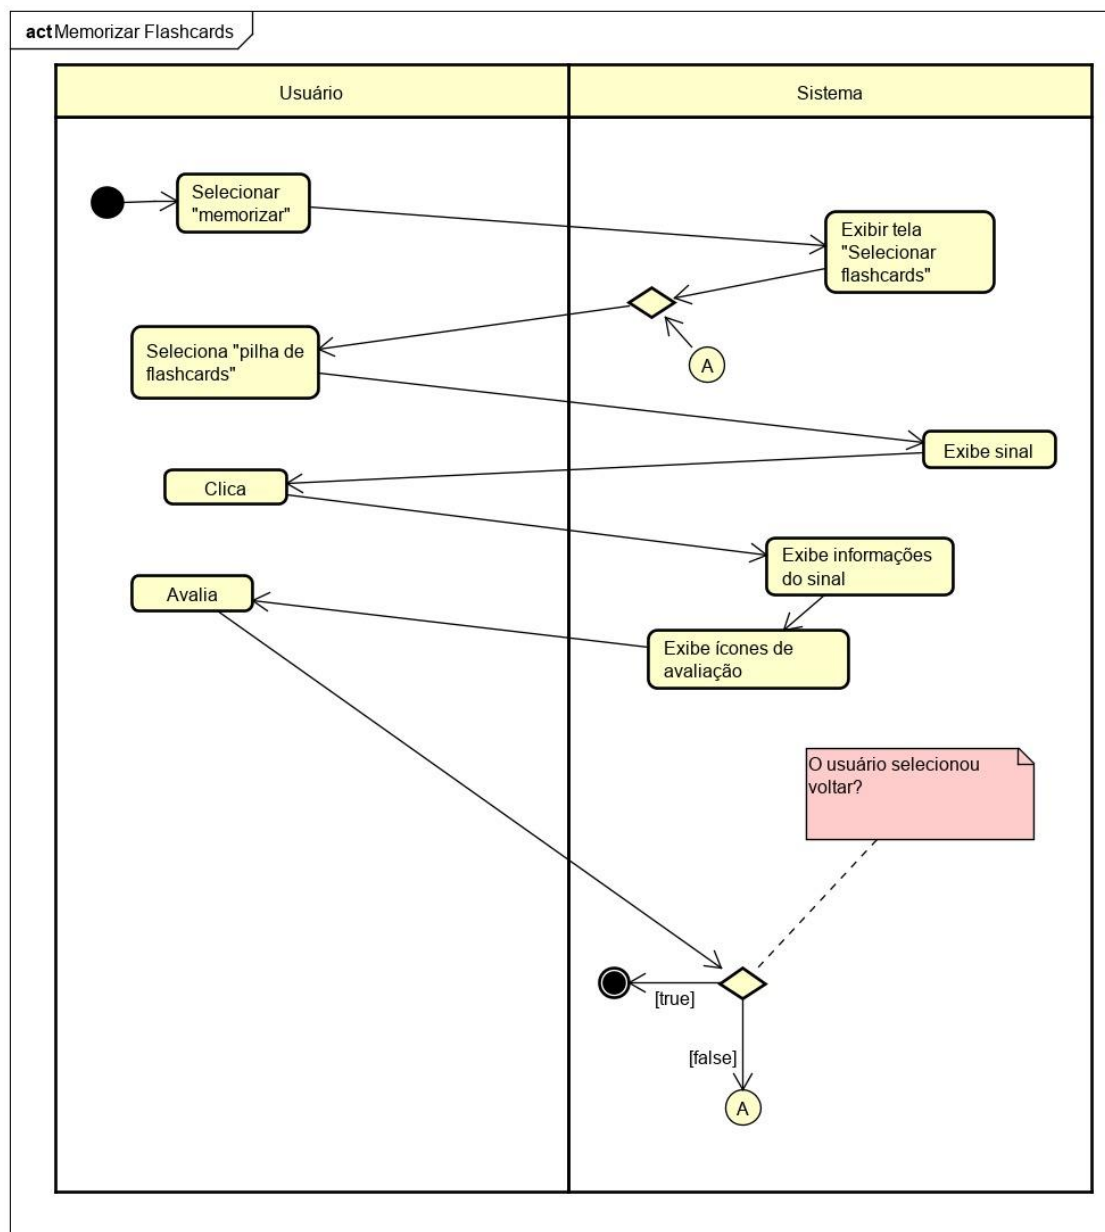 act Memorizar Flashcards
Usuário
Sistema
Selecionar
"memorizar"
Exibir tela
"Selecionar
flashcards"
Seleciona "pilha de
flashcards"
A
Exibe sinal
Clica
Exibe informações
do sinal
Avalia
Exibe ícones de
avaliação
O usuário selecionou
voltar?
[true]
[false]
A